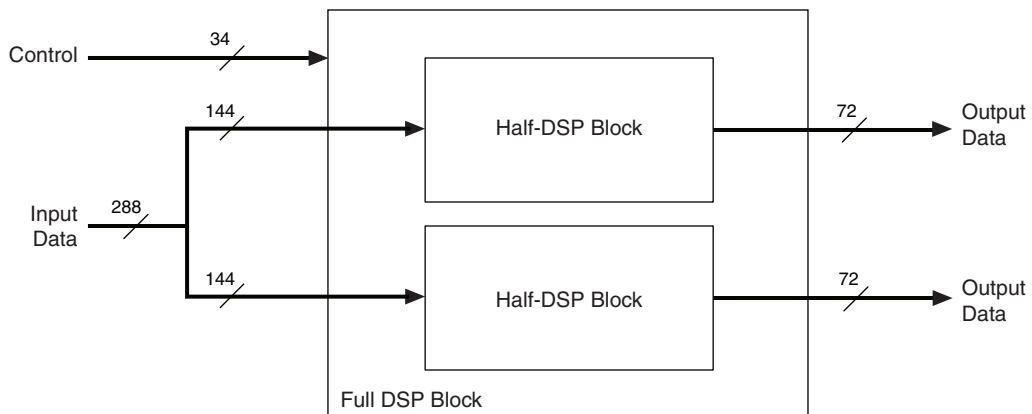 Control
34
144
Half-DSP Block
72
Output
Data
Input
Data
288
144
Half-DSP Block
72
Output
Data
Full DSP Block